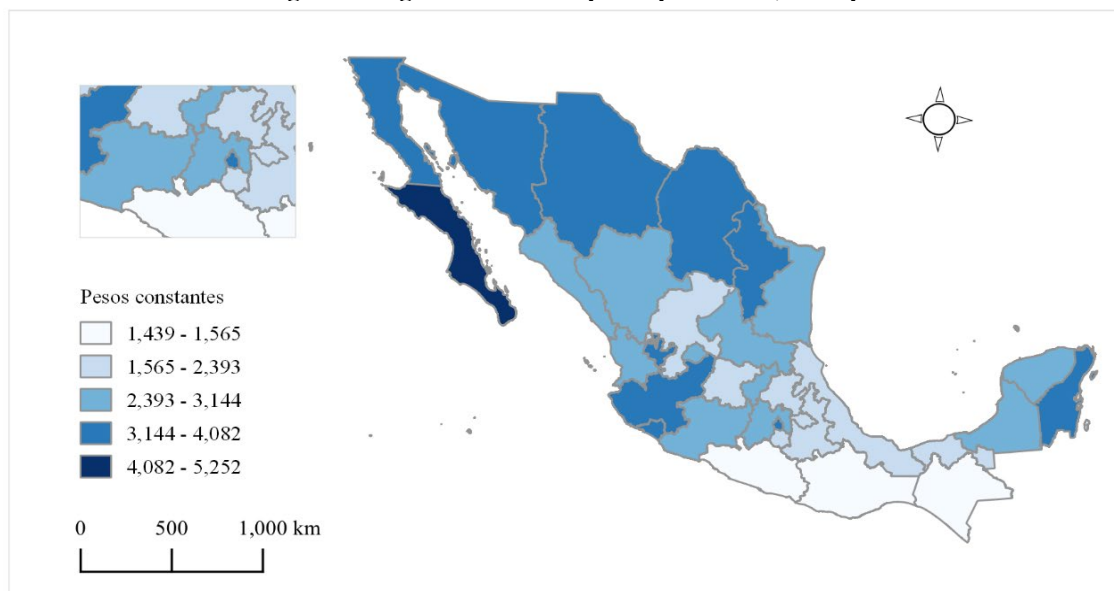 Pesos constantes
1,439 - 1,565
1,565 - 2,393
2,393 - 3,144
3,144 - 4,082
4,082 - 5,252
0 500 1,000 km